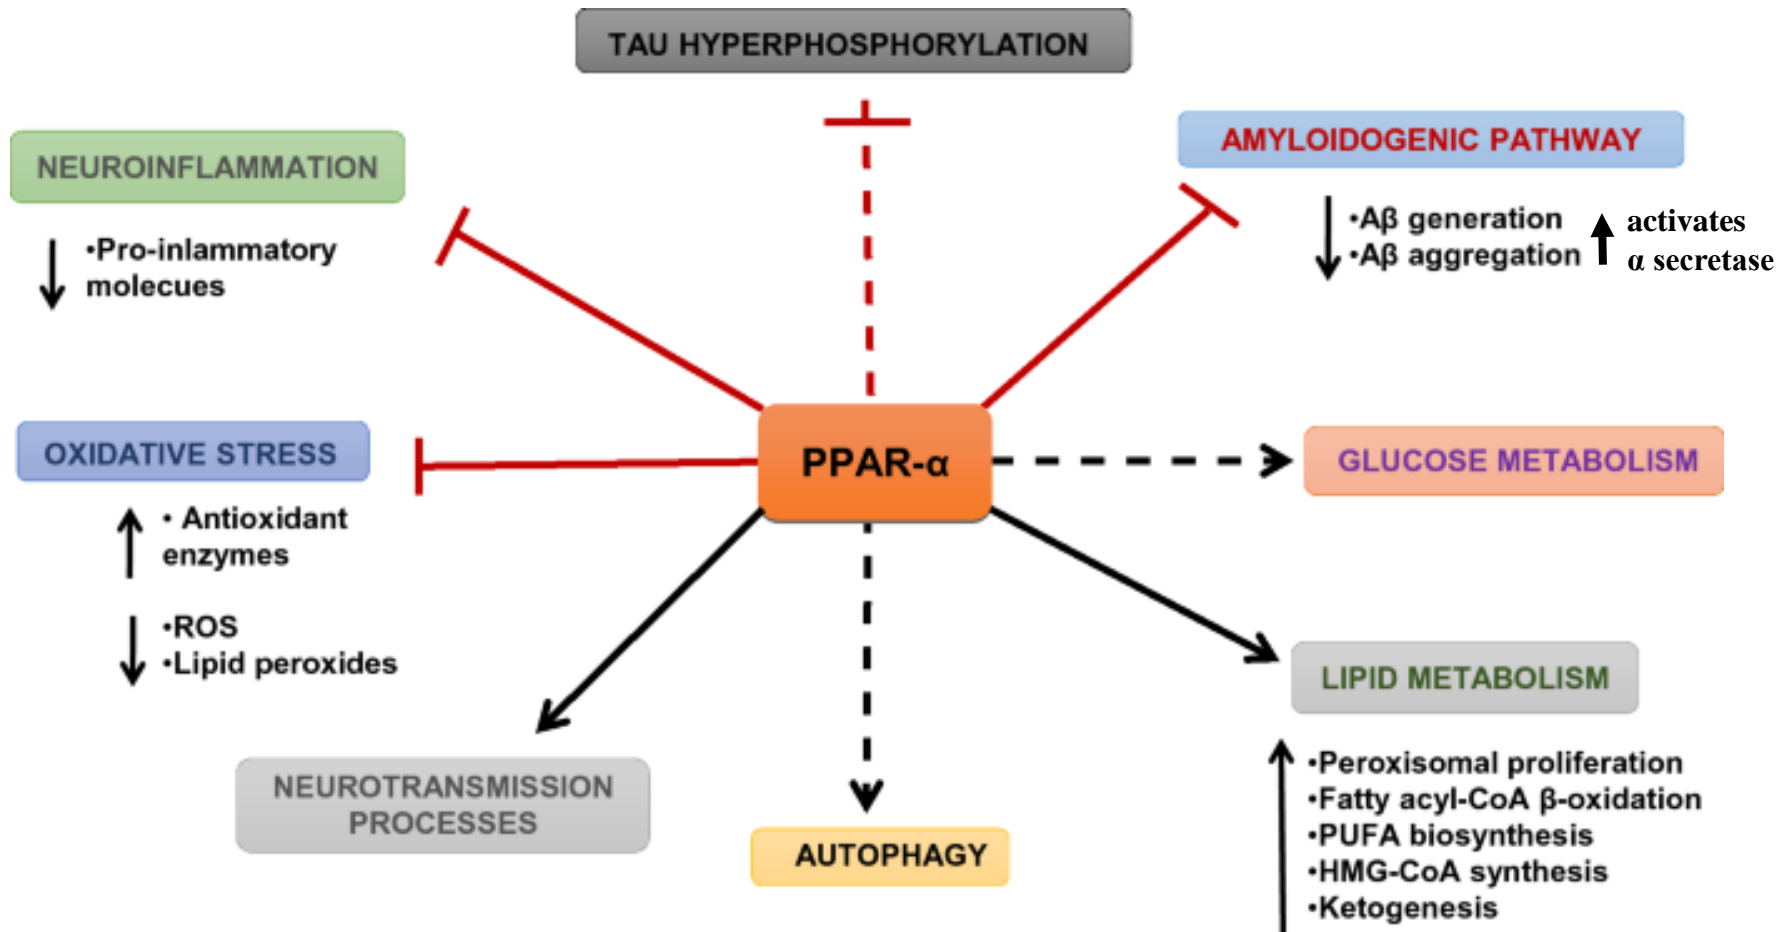 TAU HYPERPHOSPHORYLATION
NEUROINFLAMMATION
•Pro-inlammatory
molecues
AMYLOIDOGENIC PATHWAY
•Aβ generation
•Aβ aggregation
activates
α secretase
OXIDATIVE STRESS
• Antioxidant
enzymes
•ROS
•Lipid peroxides
PPAR-α
GLUCOSE METABOLISM
LIPID METABOLISM
•Peroxisomal proliferation
•Fatty acyl-CoA β-oxidation
•PUFA biosynthesis
•HMG-CoA synthesis
•Ketogenesis
NEUROTRANSMISSION
PROCESSES
AUTOPHAGY